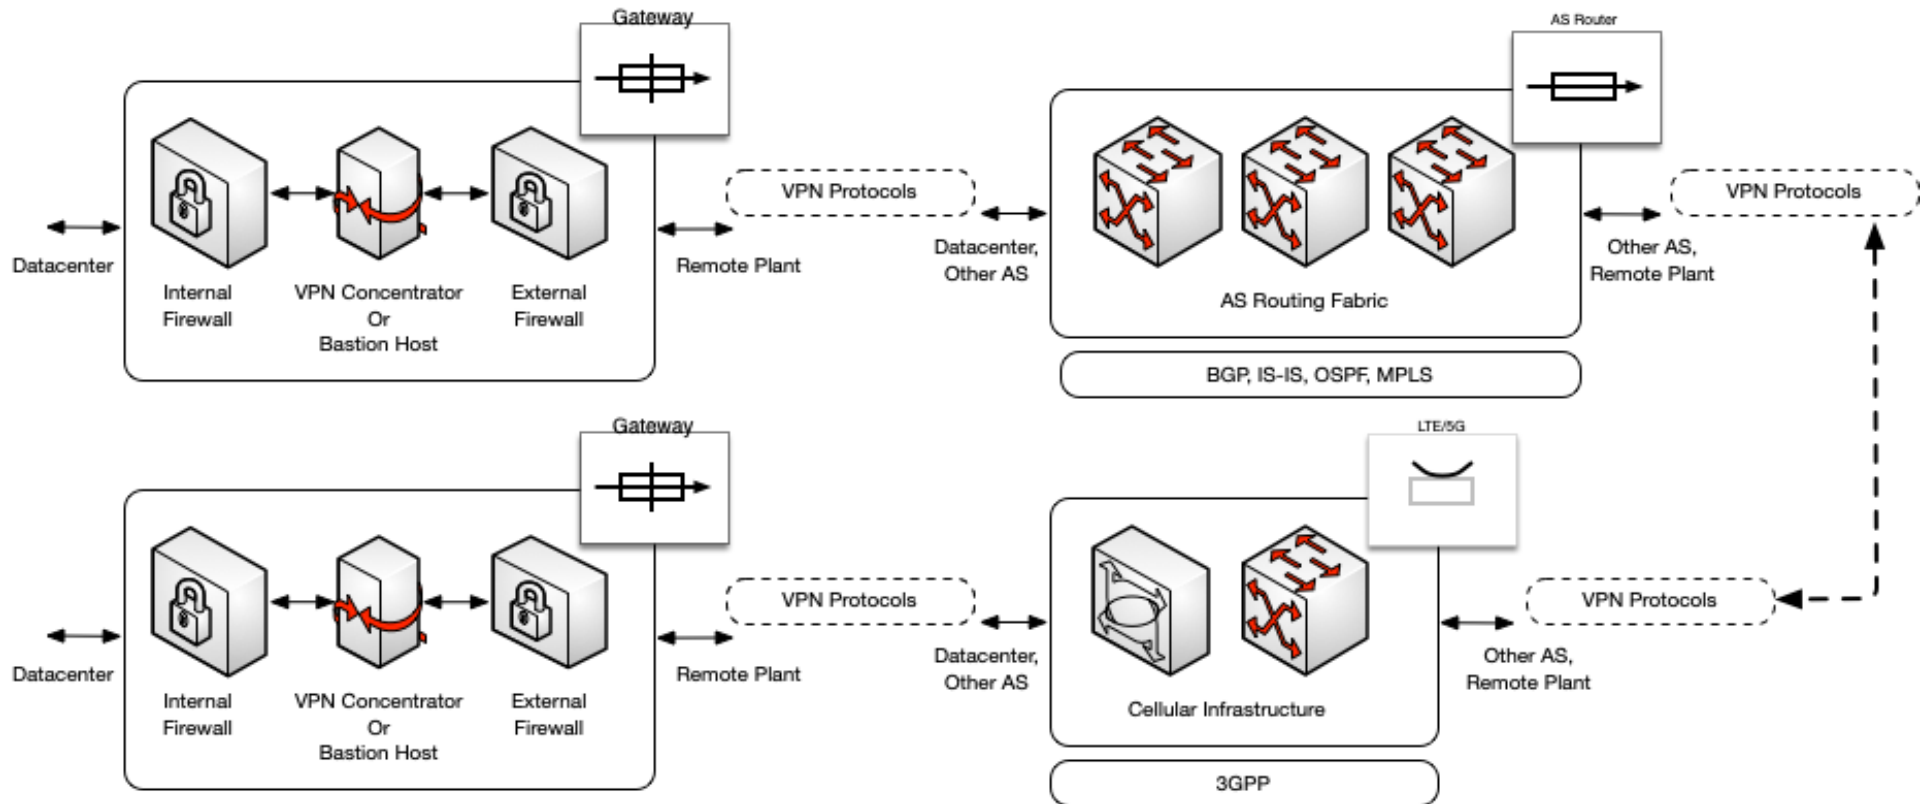 Gateway
AS Router
VPN Protocols
VPN Protocols
Datacenter
Remote Plant
Datacenter,
Other AS
Other AS,
Remote Plant
Internal
Firewall
VPN Concentrator
Or
Bastion Host
External
Firewall
AS Routing Fabric
BGP, IS-IS, OSPF, MPLS
Gateway
LTE/5G
VPN Protocols
VPN Protocols
Datacenter
Remote Plant
Datacenter,
Other AS
Other AS,
Remote Plant
Internal
Firewall
VPN Concentrator
Or
Bastion Host
External
Firewall
Cellular Infrastructure
3GPP